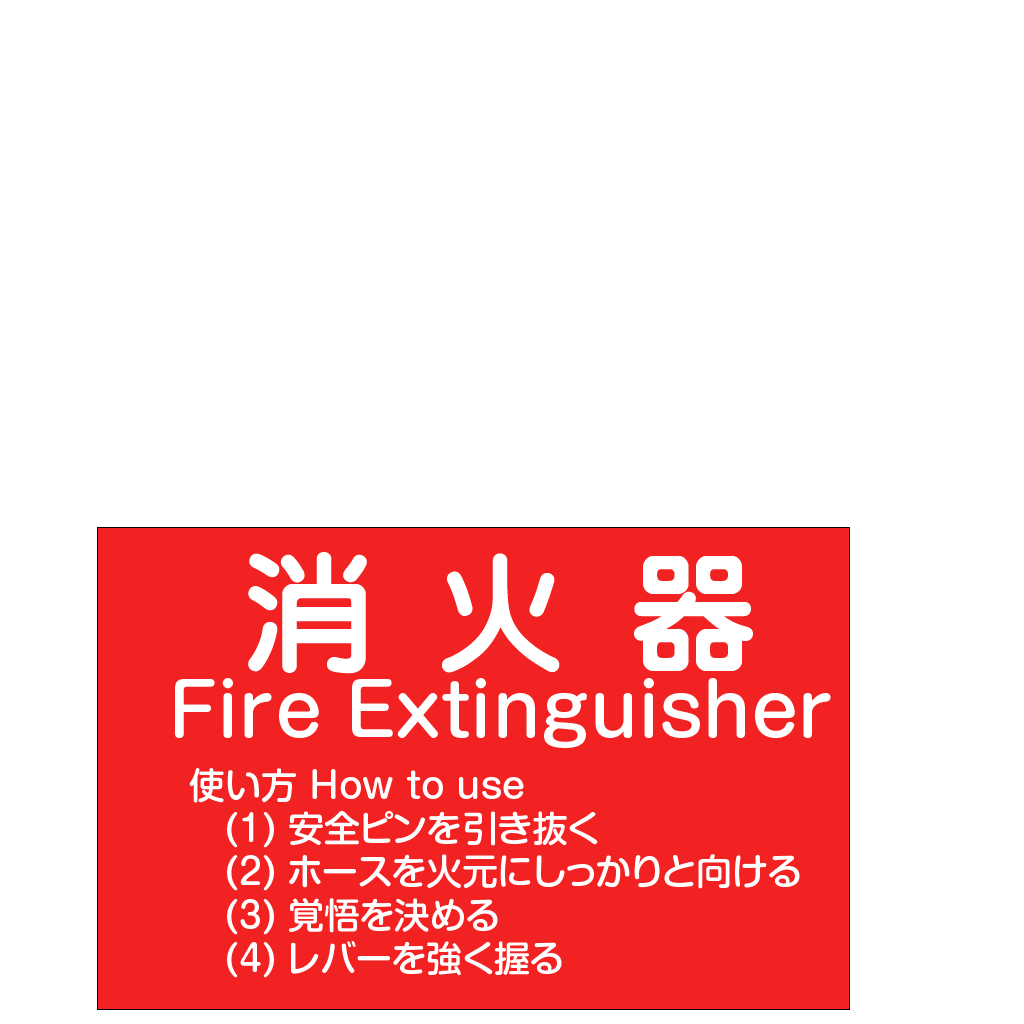 消火器
Fire Extinguisher
使い方 How to use
(1) 安全ピンを引き抜く
(2) ホースを火元にしっかりと向ける
(3) 覚悟を決める
(4) レバーを強く握る